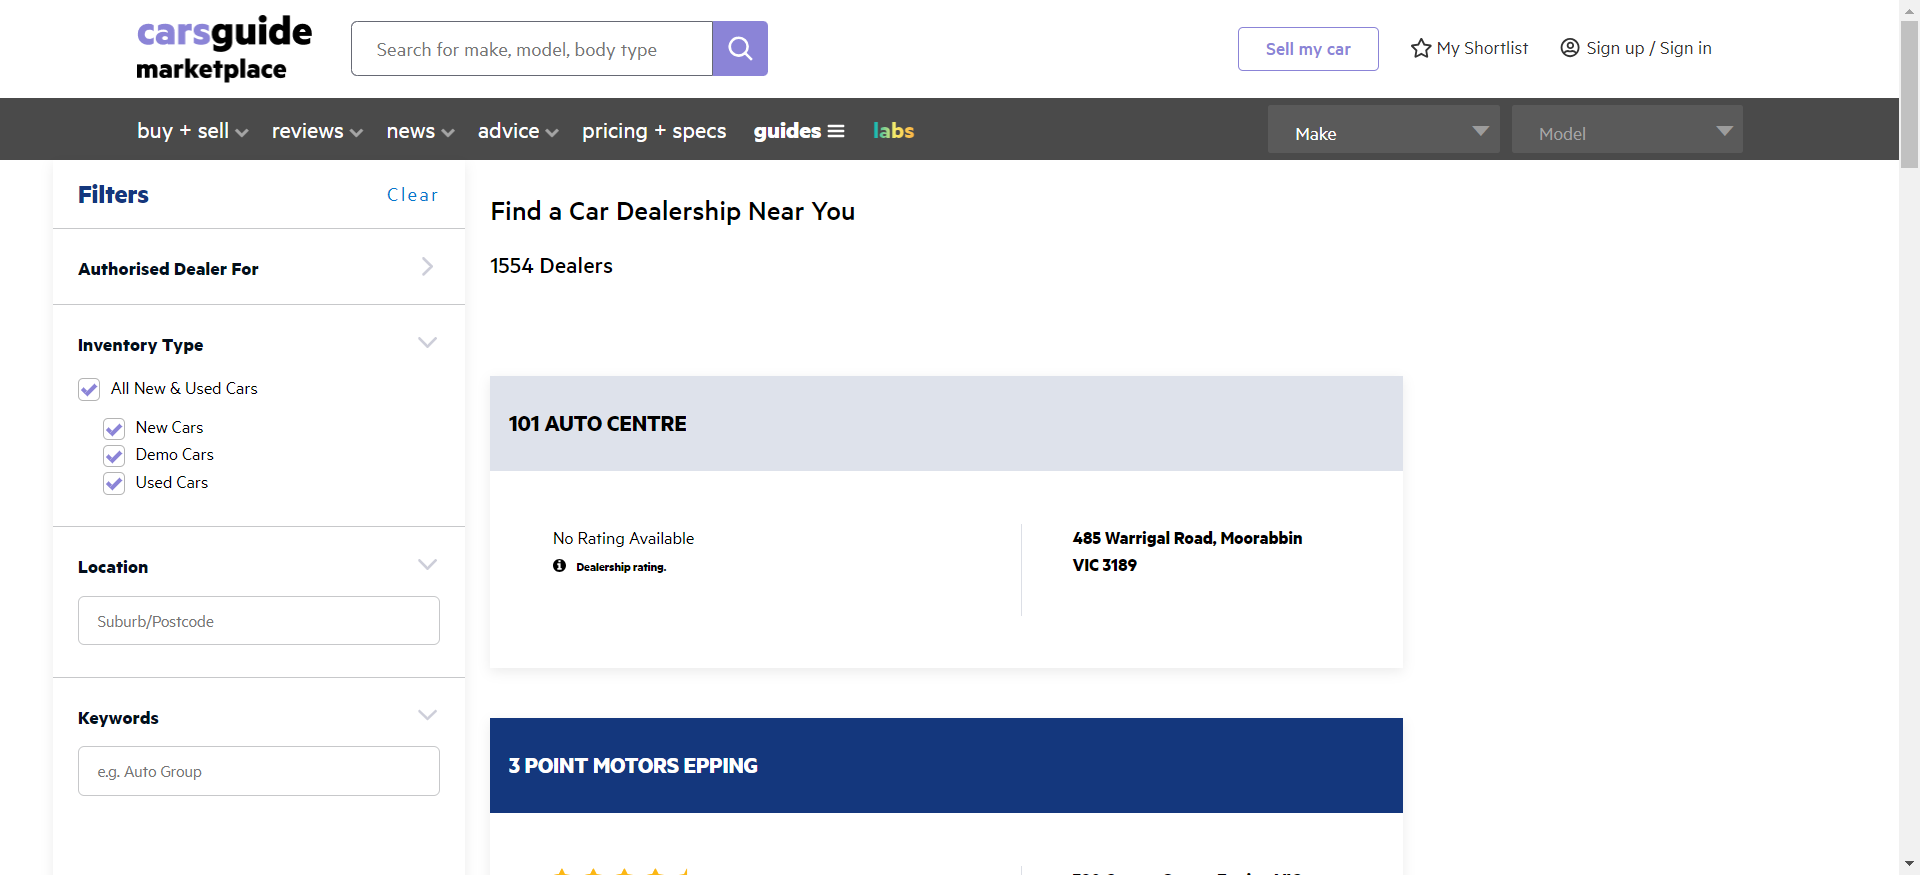 carsguide
marketplace
Search for make, model, body type
Sell my car
My Shortlist
Sign up / Sign in
buy + sell
reviews
news
advice
pricing + specs
guides
labs
Make
Model
Filters
Clear
Authorised Dealer For
Inventory Type
All New & Used Cars
New Cars
Demo Cars
Used Cars
Location
Suburb/Postcode
Keywords
e.g. Auto Group
Find a Car Dealership Near You
1554 Dealers
101 AUTO CENTRE
No Rating Available
Dealership rating.
485 Warrigal Road, Moorabbin
VIC 3189
3 POINT MOTORS EPPING